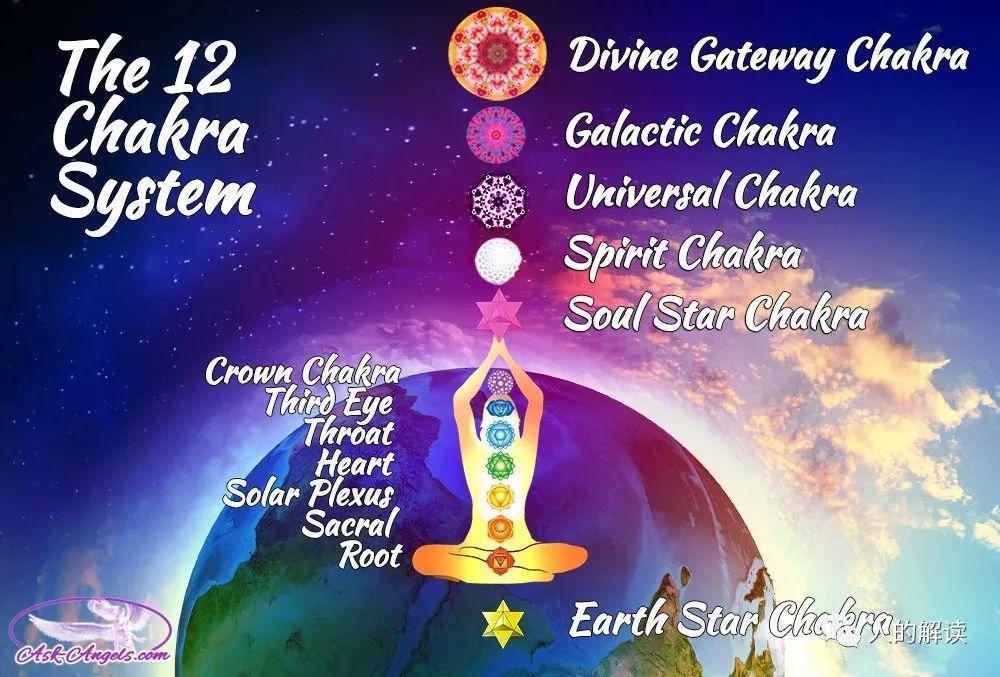 The 12
Chakra
System
Divine Gateway Chakra
Galactic Chakra
Universal Chakra
Spirit Chakra
Soul Star Chakra
Crown Chakra
Third Eye
Throat
Heart
Solar Plexus
Sacral
Root
Earth Star Chakra
的解读
Ask-Angels.com